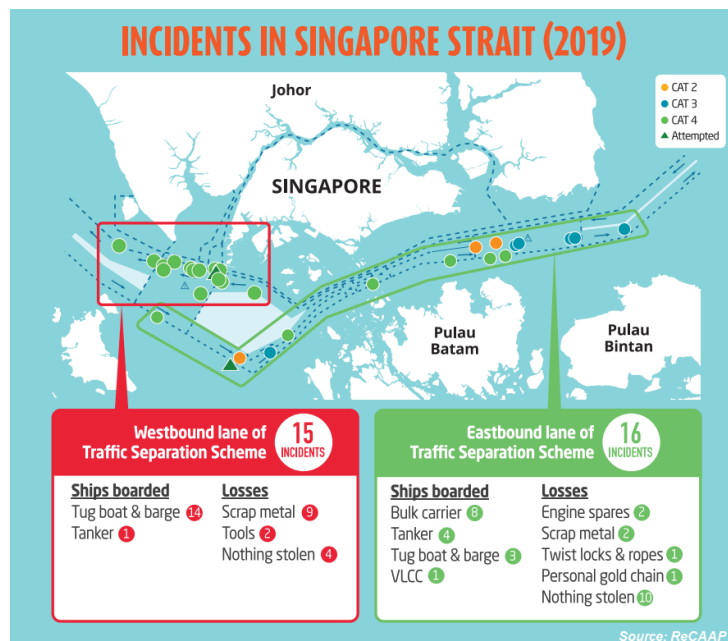 INCIDENTS IN SINGAPORE STRAIT (2019)
Johor
CAT 2
CAT 3
CAT 4
Attempted
SINGAPORE
Pulau
Batam
Pulau
Bintan
Westbound lane of
Traffic Separation Scheme
15
INCIDENTS
Ships boarded
Tug boat & barge 14
Tanker 1
Losses
Scrap metal 9
Tools 2
Nothing stolen 4
Eastbound lane of
Traffic Separation Scheme
16
INCIDENTS
Ships boarded
Bulk carrier 8
Tanker 4
Tug boat & barge 3
VLCC 1
Losses
Engine spares 2
Scrap metal 2
Twist locks & ropes 1
Personal gold chain 1
Nothing stolen 10
Source: ReCAAP